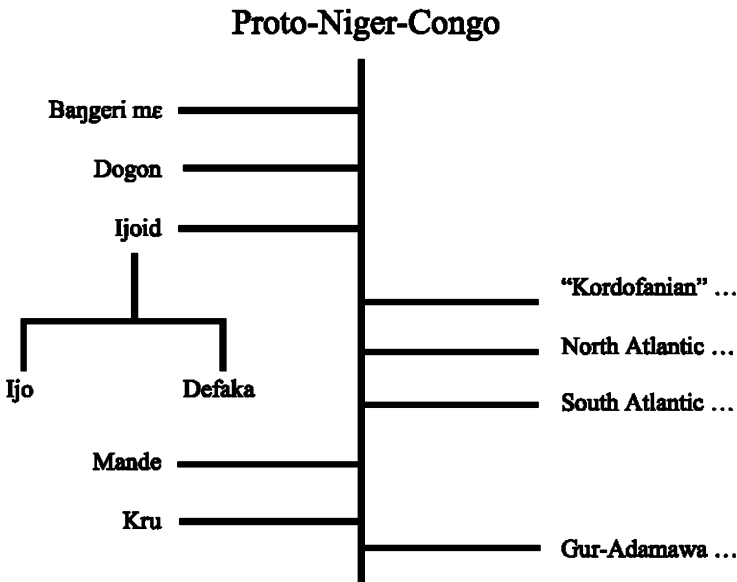 Proto-Niger-Congo
Baŋgeri mɛ
Dogon
Ijoid
“Kordofanian” …
North Atlantic …
Ijo
Defaka
South Atlantic …
Mande
Kru
Gur-Adamawa …